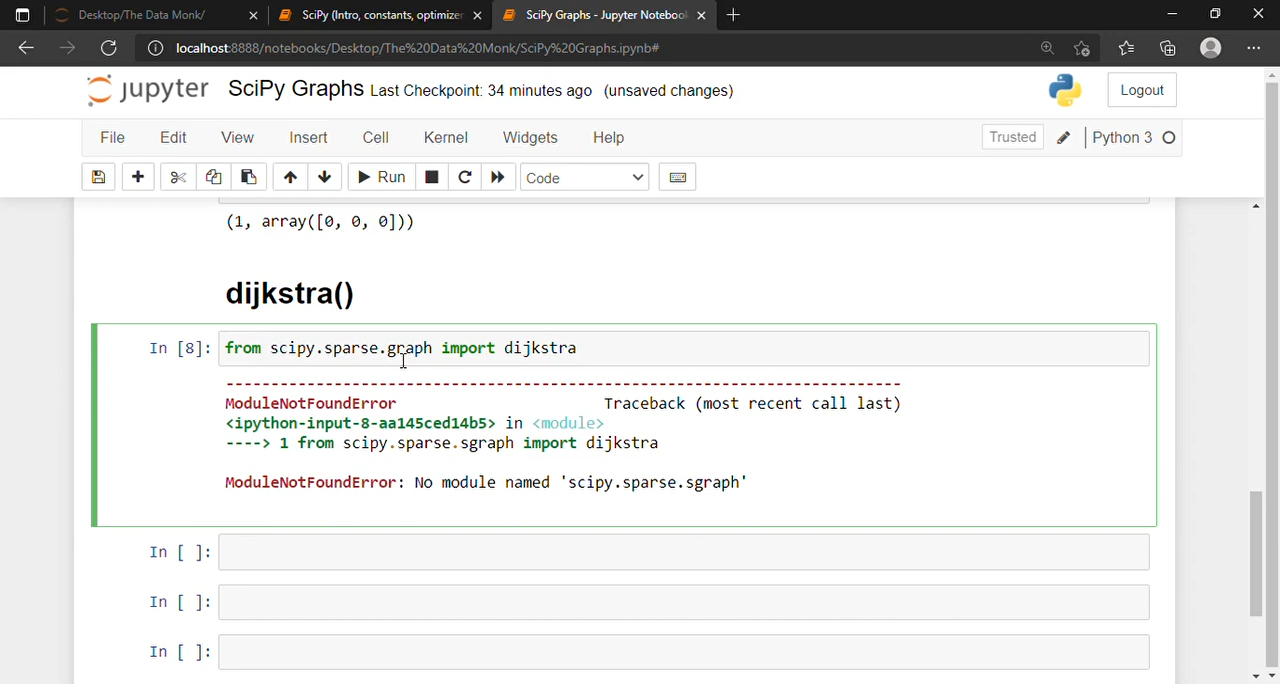 Desktop/The Data Monk/
SciPy (Intro, constants, optimizer
SciPy Graphs - Jupyter Notebook
localhost:8888/notebooks/Desktop/The%20Data%20Monk/SciPy%20Graphs.ipynb#
jupyter SciPy Graphs Last Checkpoint: 34 minutes ago (unsaved changes)
Logout
File Edit View Insert Cell Kernel Widgets Help
Trusted Python 3
Run Code
(1, array([0, 0, 0]))
dijkstra()
In [8]: from scipy.sparse.graph import dijkstra
---------------------------------------------------------------------------
ModuleNotFoundError Traceback (most recent call last)
<ipython-input-8-aa145ced14b5> in <module>
----> 1 from scipy.sparse.sgraph import dijkstra
ModuleNotFoundError: No module named 'scipy.sparse.sgraph'
In [ ]:
In [ ]:
In [ ]: